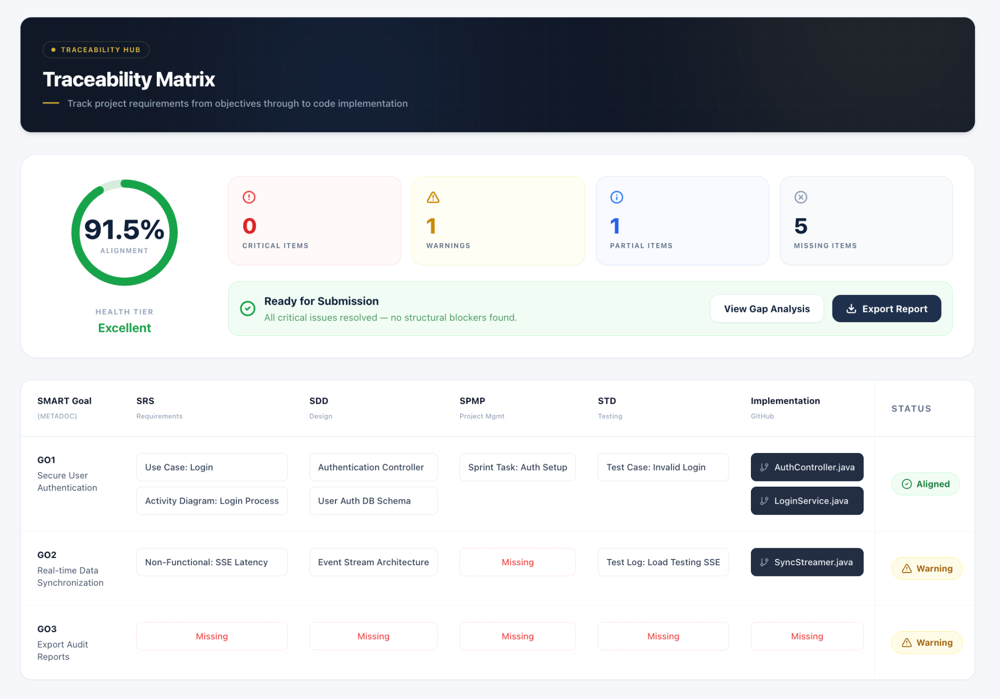 TRACEABILITY HUB
Traceability Matrix
Track project requirements from objectives through to code implementation
91.5%
ALIGNMENT
HEALTH TIER
Excellent
0
CRITICAL ITEMS
1
WARNINGS
1
PARTIAL ITEMS
5
MISSING ITEMS
Ready for Submission
All critical issues resolved — no structural blockers found.
View Gap Analysis
Export Report
SMART Goal
(METADOC)
SRS
Requirements
SDD
Design
SPMP
Project Mgmt
STD
Testing
Implementation
GitHub
STATUS
GO1
Secure User
Authentication
Use Case: Login
Activity Diagram: Login Process
Authentication Controller
User Auth DB Schema
Sprint Task: Auth Setup
Test Case: Invalid Login
AuthController.java
LoginService.java
Aligned
GO2
Real-time Data
Synchronization
Non-Functional: SSE Latency
Event Stream Architecture
Missing
Test Log: Load Testing SSE
SyncStreamer.java
Warning
GO3
Export Audit
Reports
Missing
Missing
Missing
Missing
Missing
Warning